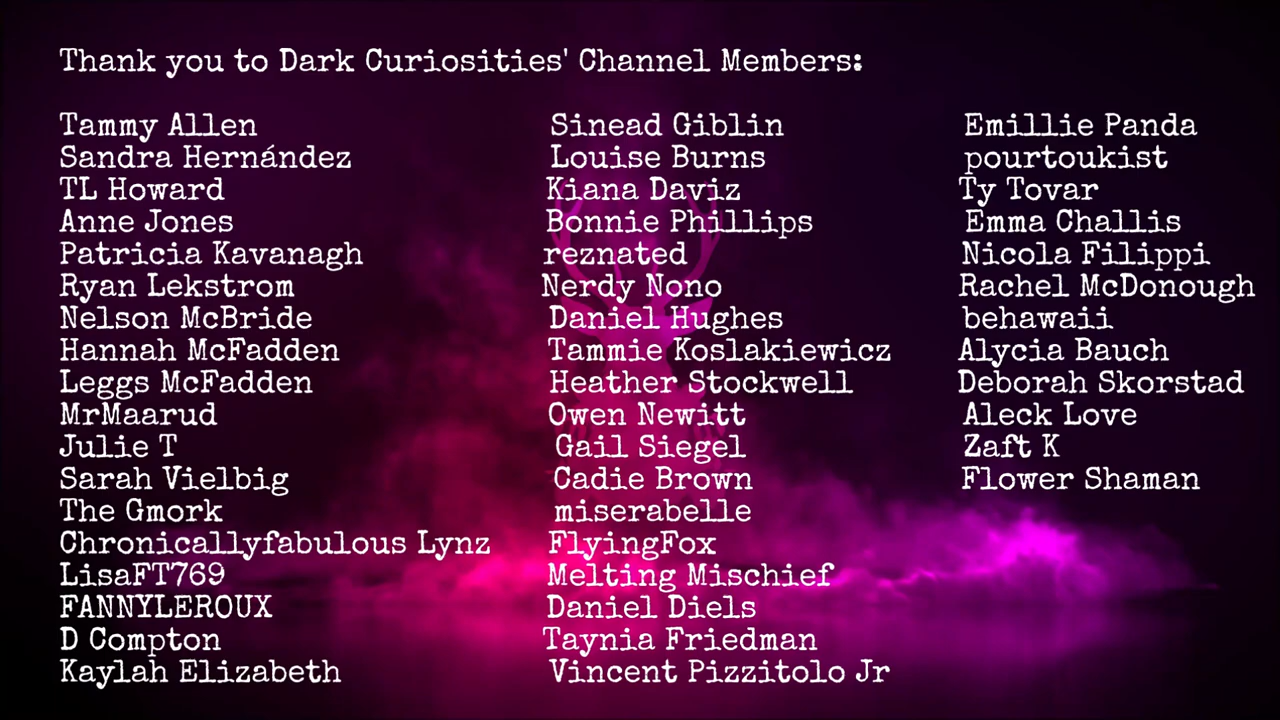 Thank you to Dark Curiosities' Channel Members:
Tammy Allen
Sandra Hernández
TL Howard
Anne Jones
Patricia Kavanagh
Ryan Lekstrom
Nelson McBride
Hannah McFadden
Leggs McFadden
MrMaarud
Julie T
Sarah Vielbig
The Gmork
Chronicallyfabulous Lynz
LisaFT769
FANNYLEROUX
D Compton
Kaylah Elizabeth
Sinead Giblin
Louise Burns
Kiana Daviz
Bonnie Phillips
reznated
Nerdy Nono
Daniel Hughes
Tammie Koslakiewicz
Heather Stockwell
Owen Newitt
Gail Siegel
Cadie Brown
miserabelle
FlyingFox
Melting Mischief
Daniel Diels
Taynia Friedman
Vincent Pizzitolo Jr
Emillie Panda
pourtoukist
Ty Tovar
Emma Challis
Nicola Filippi
Rachel McDonough
behawaii
Alycia Bauch
Deborah Skorstad
Aleck Love
Zaft K
Flower Shaman